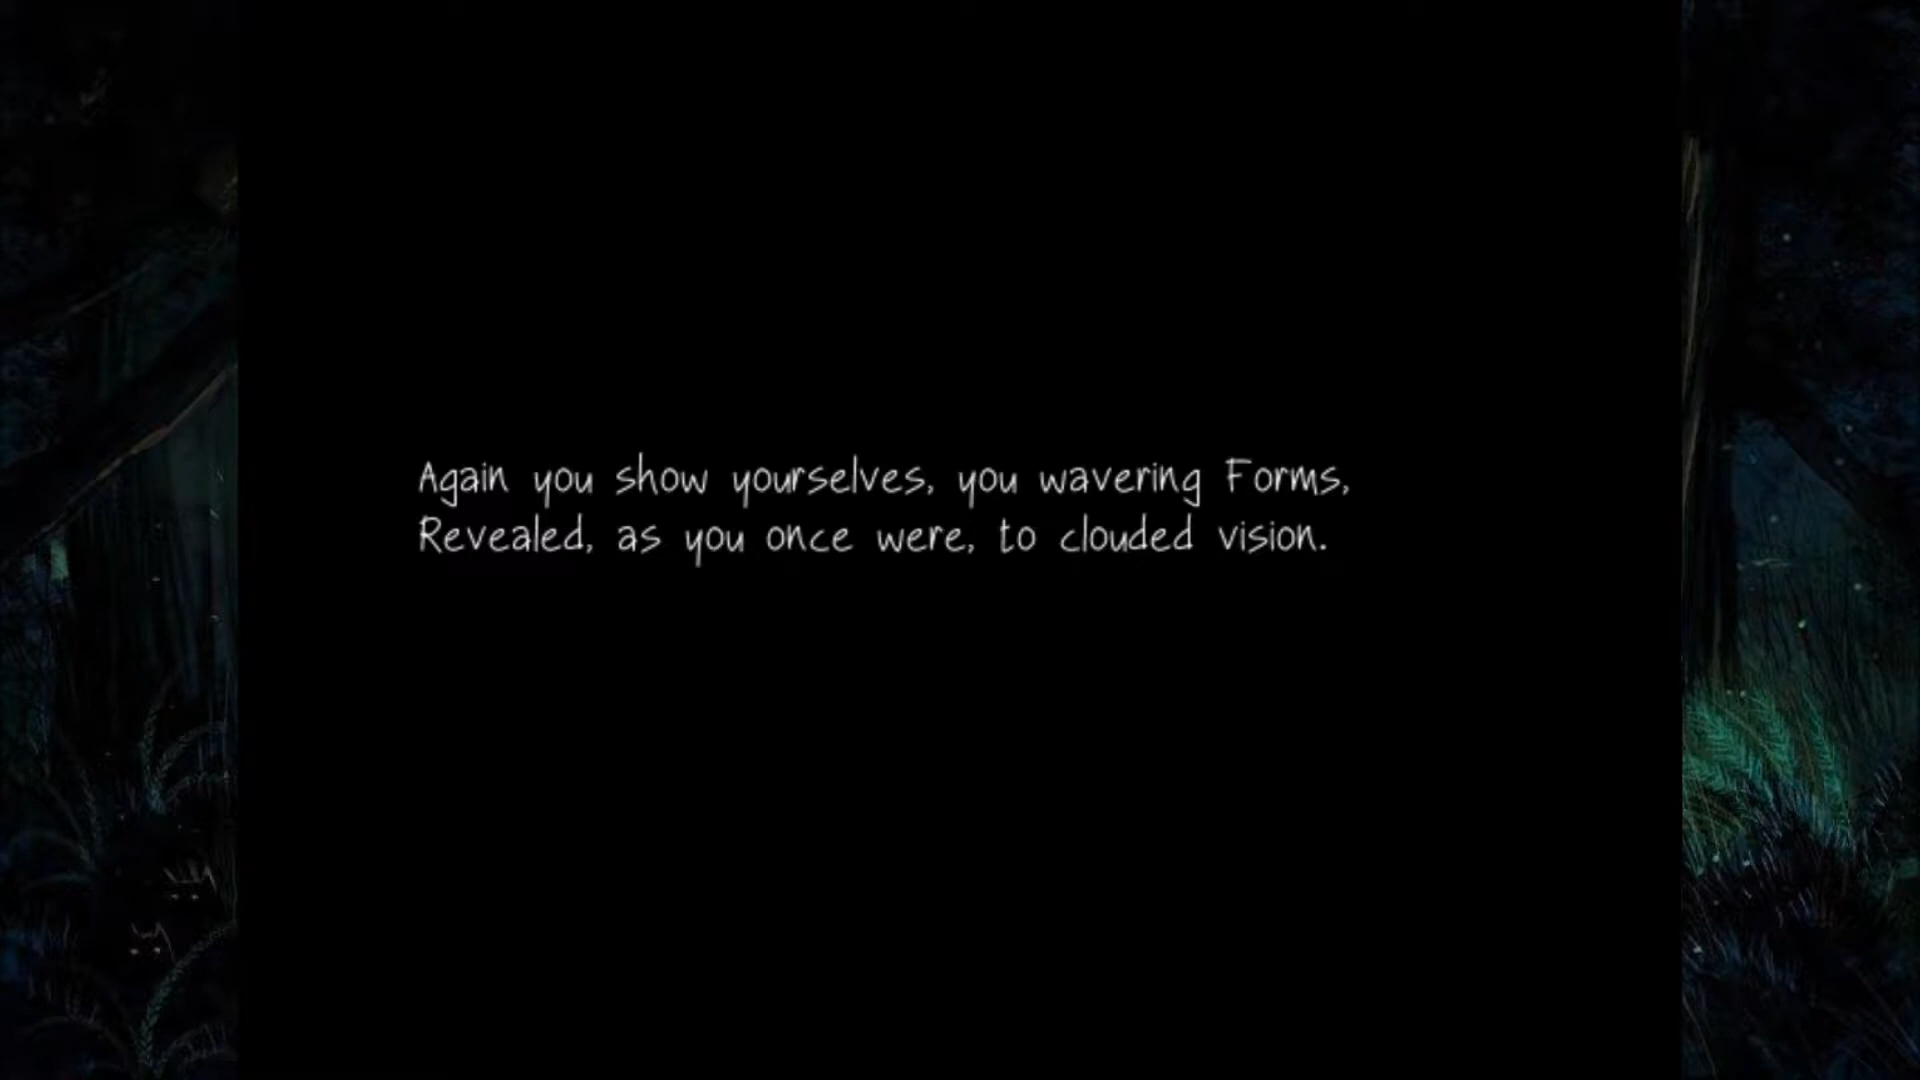 Again you show yourselves, you wavering Forms,
Revealed, as you once were, to clouded vision.